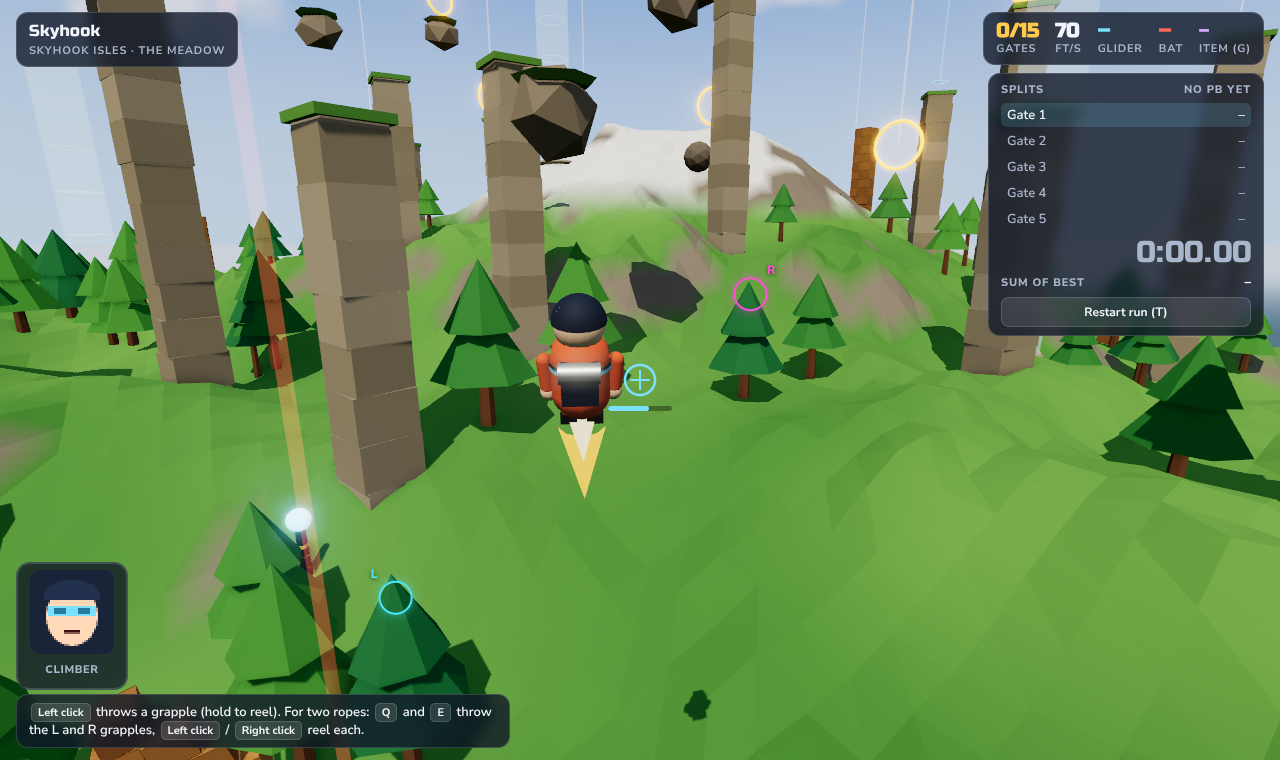 Skyhook
SKYHOOK ISLES · THE MEADOW
0/15 70 – – –
GATES FT/S GLIDER BAT ITEM (G)
SPLITS NO PB YET
Gate 1 –
Gate 2 –
Gate 3 –
Gate 4 –
Gate 5 –
0:00.00
SUM OF BEST –
Restart run (T)
R
L
CLIMBER
Left click throws a grapple (hold to reel). For two ropes: Q and E throw
the L and R grapples, Left click / Right click reel each.